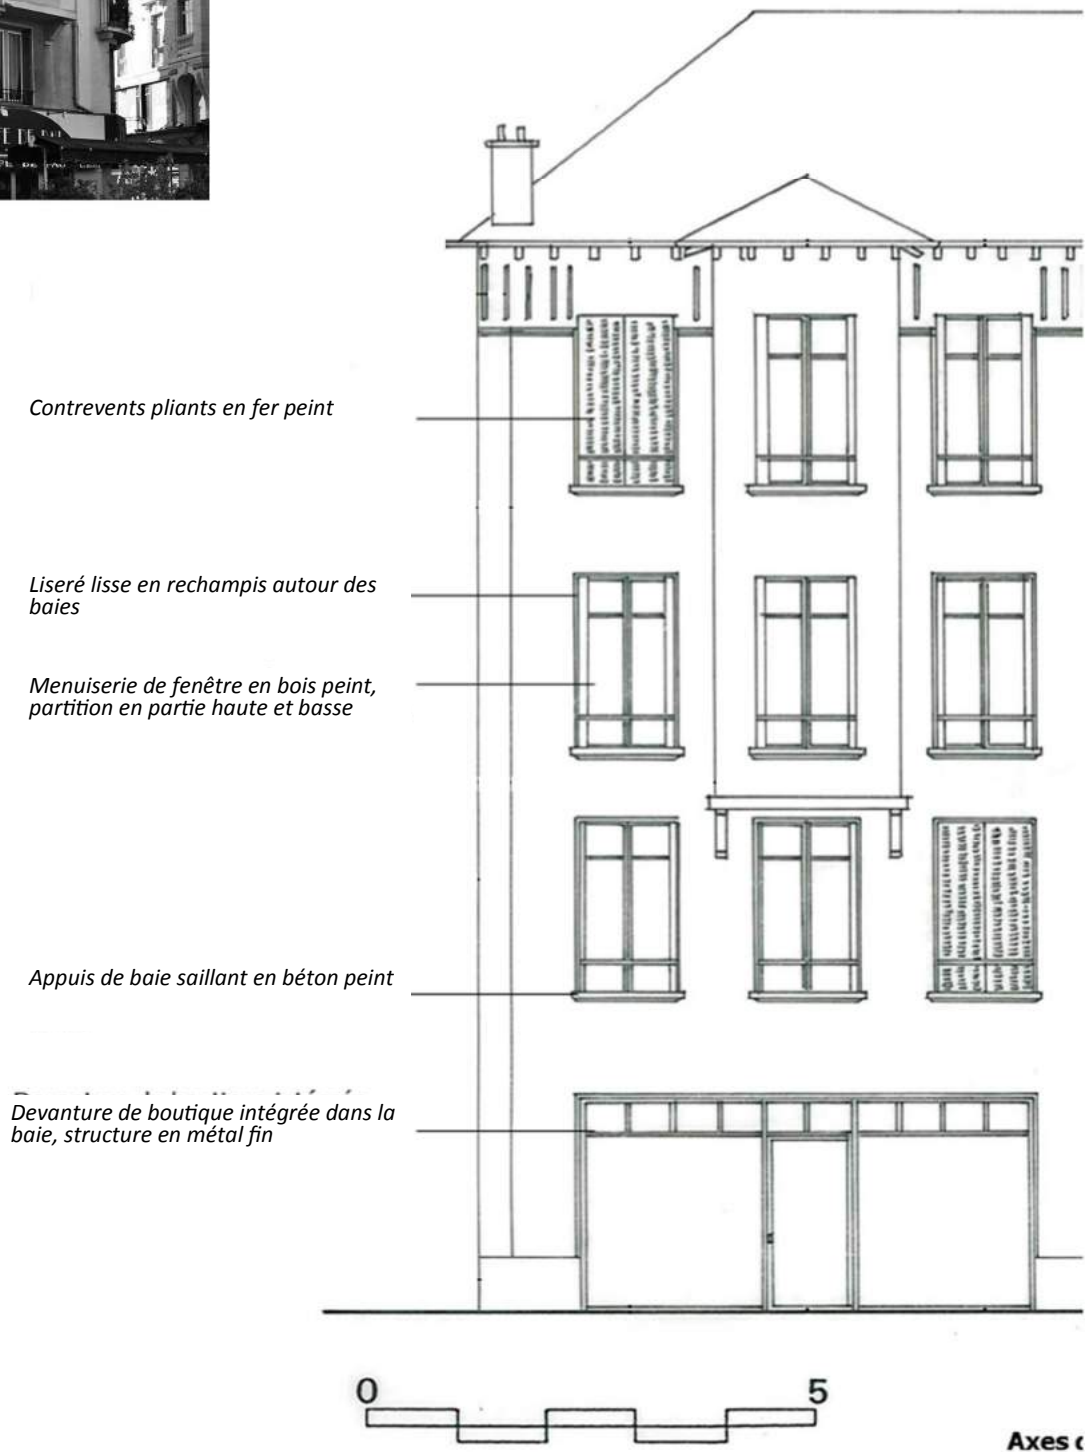 Contrevents pliants en fer peint
Liseré lisse en rechampis autour des
baies
Menuiserie de fenêtre en bois peint,
partition en partie haute et basse
Appuis de baie saillant en béton peint
Devanture de boutique intégrée dans la
baie, structure en métal fin
0 5
Axes